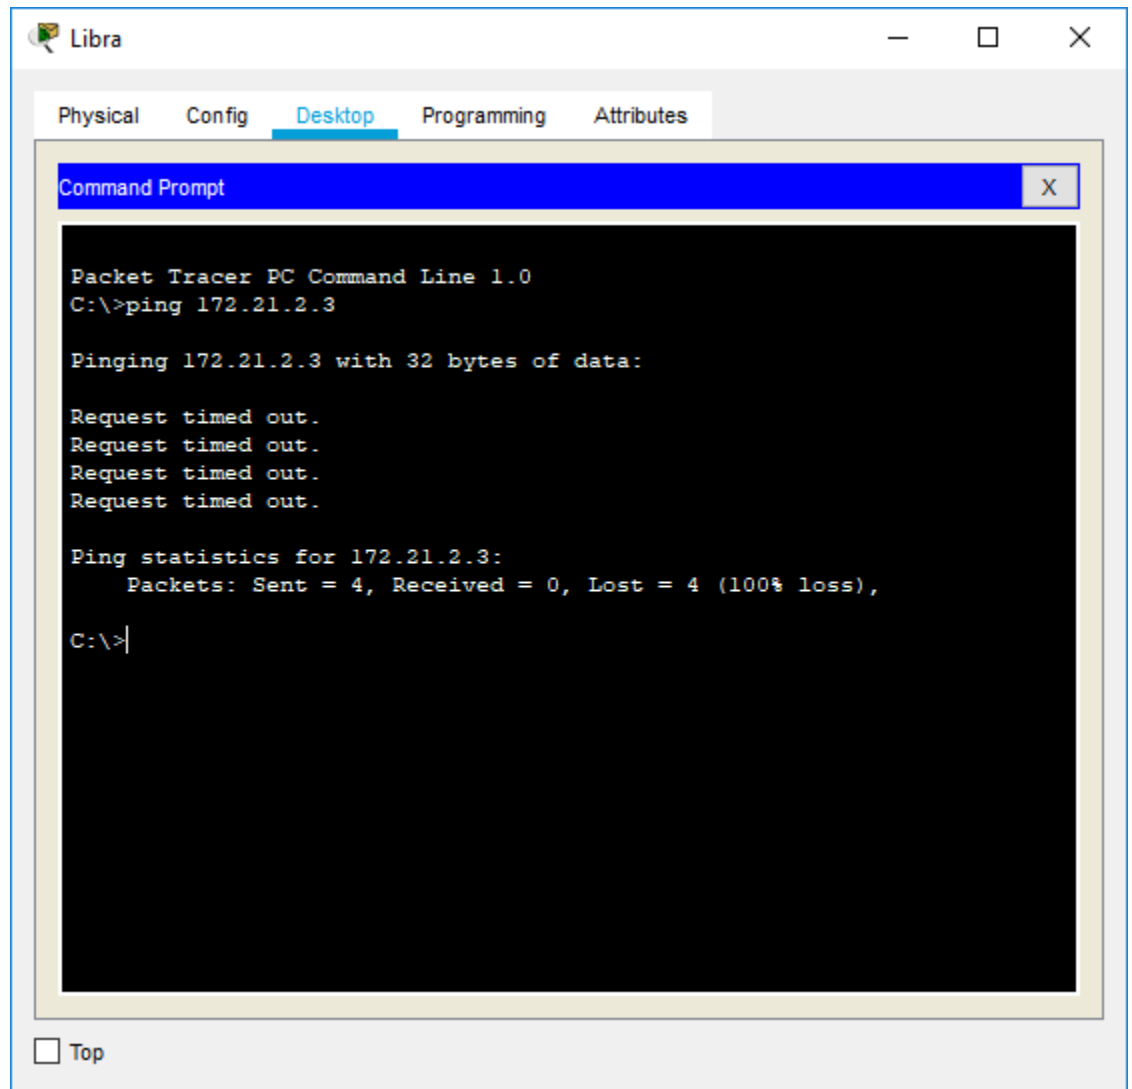 Libra
Physical Config Desktop Programming Attributes
Command Prompt X
Packet Tracer PC Command Line 1.0
C:\>ping 172.21.2.3
Pinging 172.21.2.3 with 32 bytes of data:
Request timed out.
Request timed out.
Request timed out.
Request timed out.
Ping statistics for 172.21.2.3:
    Packets: Sent = 4, Received = 0, Lost = 4 (100% loss),
C:\>
Top